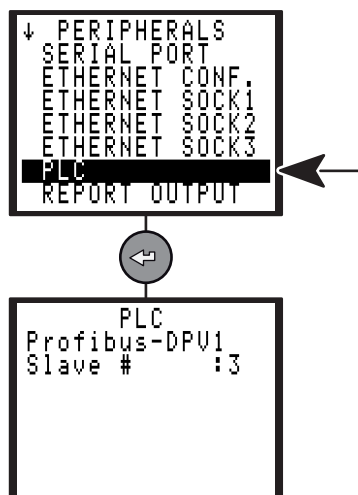 ↓ PERIPHERALS
SERIAL PORT
ETHERNET CONF.
ETHERNET SOCK1
ETHERNET SOCK2
ETHERNET SOCK3
PLC
REPORT OUTPUT
PLC
Profibus-DPV1
Slave # :3